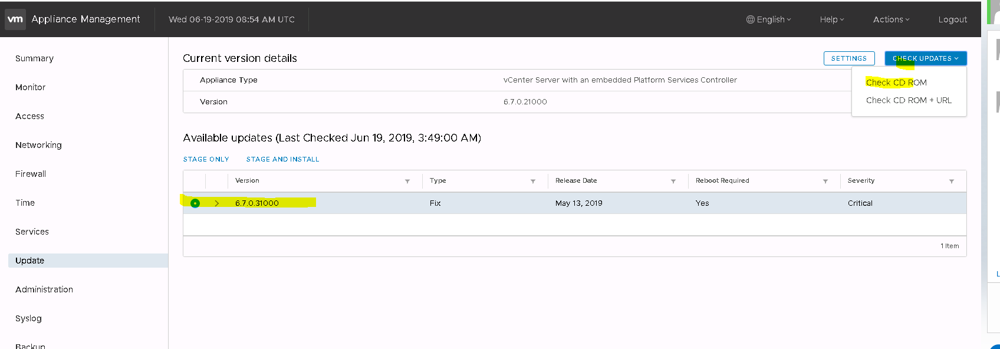 vm Appliance Management Wed 06-19-2019 08:54 AM UTC English Help Actions Logout
Summary
Monitor
Access
Networking
Firewall
Time
Services
Update
Administration
Syslog
Backup
Current version details SETTINGS CHECK UPDATES
Check CD ROM
Check CD ROM + URL
Appliance Type vCenter Server with an embedded Platform Services Controller
Version 6.7.0.21000
Available updates (Last Checked Jun 19, 2019, 3:49:00 AM)
STAGE ONLY STAGE AND INSTALL
Version Type Release Date Reboot Required Severity
6.7.0.31000 Fix May 13, 2019 Yes Critical
1 Item